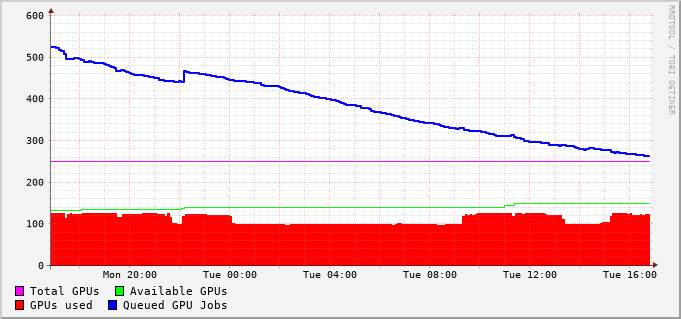 RRDTOOL / TOBI OETIKER
600
500
400
300
200
100
0
Mon 20:00 Tue 00:00 Tue 04:00 Tue 08:00 Tue 12:00 Tue 16:00
Total GPUs Available GPUs
GPUs used Queued GPU Jobs